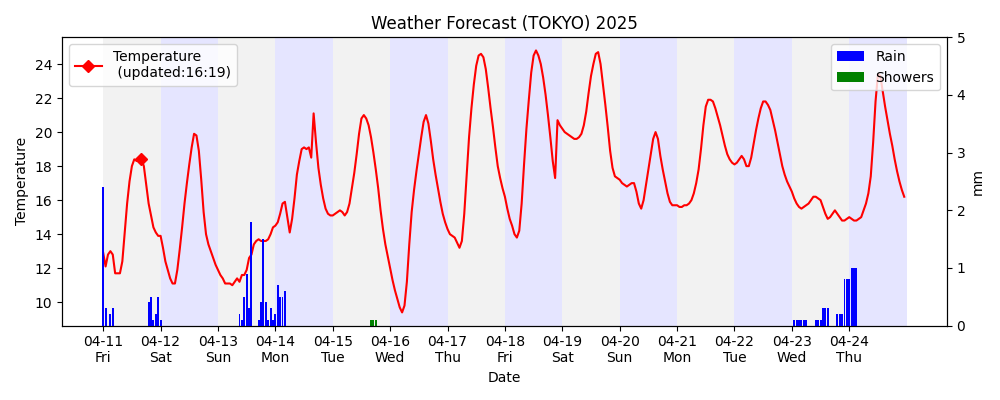 Weather Forecast (TOKYO) 2025
Temperature
(updated:16:19)
Rain
Showers
Temperature
24
22
20
18
16
14
12
10
5
4
3
2
1
0
mm
04-11 04-12 04-13 04-14 04-15 04-16 04-17 04-18 04-19 04-20 04-21 04-22 04-23 04-24
Fri Sat Sun Mon Tue Wed Thu Fri Sat Sun Mon Tue Wed Thu
Date